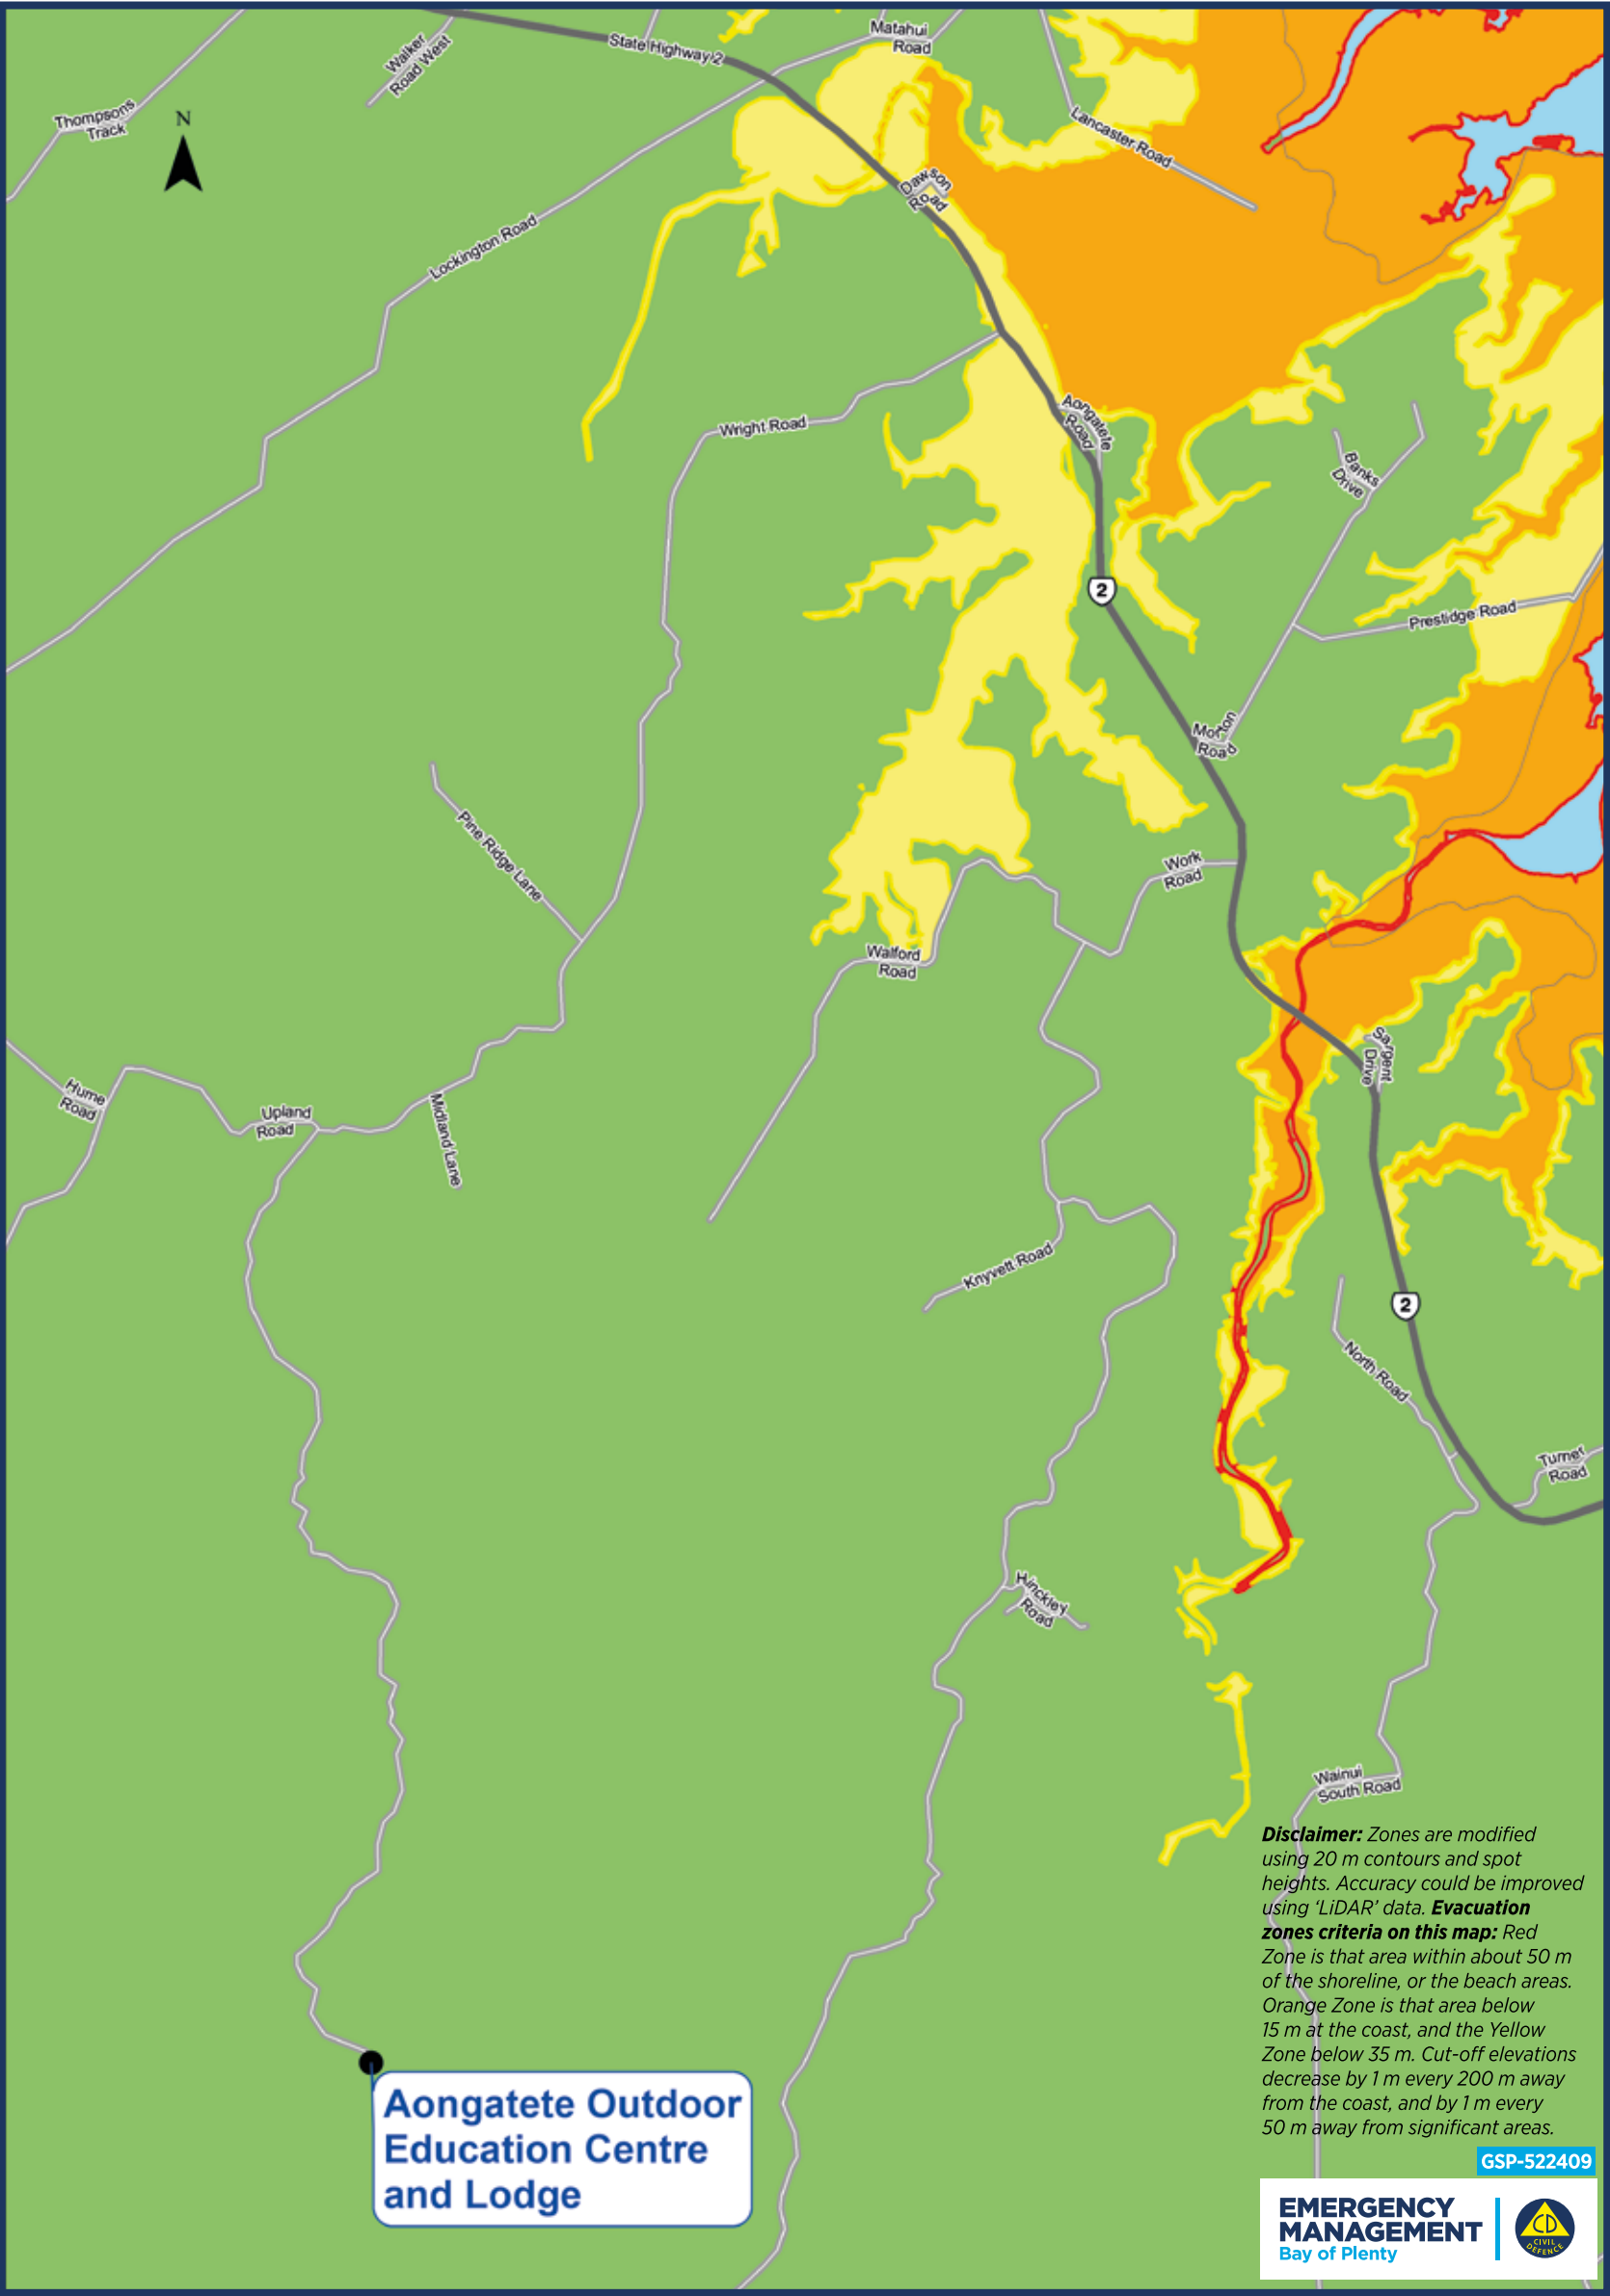 State Highway 2
Matahui
Road
Walker
Road West
Thompsons
Track
N
Lancaster Road
Dawson
Road
Lockington Road
Wright Road
Aongatete
Road
Banks
Drive
2
Prestidge Road
Morton
Road
Pine Ridge Lane
Work
Road
Walford
Road
Sargent
Drive
Hume
Road
Upland
Road
Midland Lane
Knyvett Road
2
North Road
Turner
Road
Hinckley
Road
Wainui
South Road
Disclaimer: Zones are modified
using 20 m contours and spot
heights. Accuracy could be improved
using ‘LiDAR’ data. Evacuation
zones criteria on this map: Red
Zone is that area within about 50 m
of the shoreline, or the beach areas.
Orange Zone is that area below
15 m at the coast, and the Yellow
Zone below 35 m. Cut-off elevations
decrease by 1 m every 200 m away
from the coast, and by 1 m every
50 m away from significant areas.
Aongatete Outdoor
Education Centre
and Lodge
GSP-522409
EMERGENCY
MANAGEMENT
Bay of Plenty
CD
CIVIL
DEFENCE